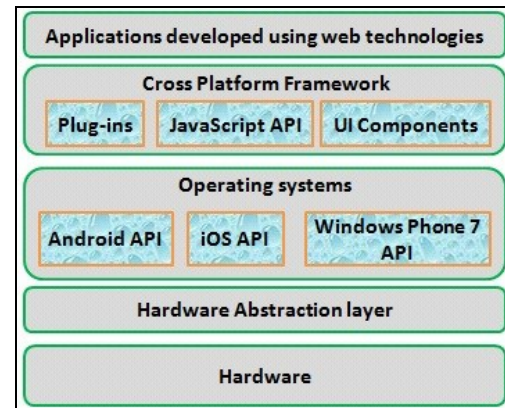 Applications developed using web technologies
Cross Platform Framework
Plug-ins
JavaScript API
UI Components
Operating systems
Android API
iOS API
Windows Phone 7
API
Hardware Abstraction layer
Hardware